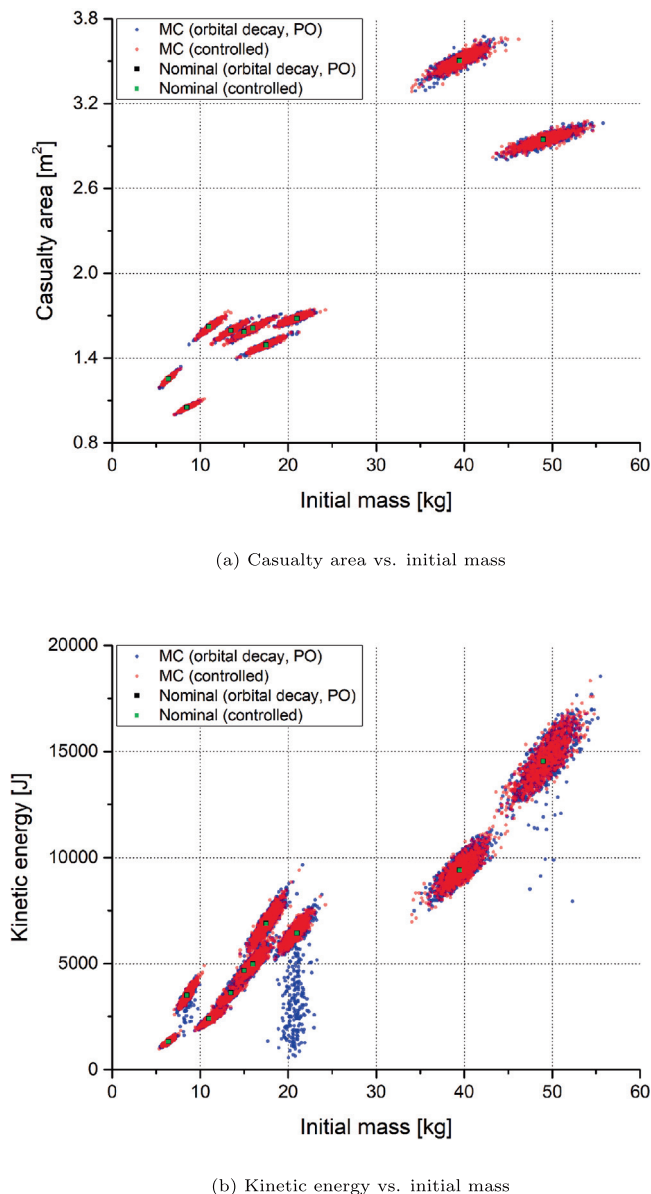 3.8
3.2
2.6
2.0
1.4
0.8
Casualty area [m²]
MC (orbital decay, PO)
MC (controlled)
Nominal (orbital decay, PO)
Nominal (controlled)
0 10 20 30 40 50 60
Initial mass [kg]
(a) Casualty area vs. initial mass
20000
15000
10000
5000
0
Kinetic energy [J]
MC (orbital decay, PO)
MC (controlled)
Nominal (orbital decay, PO)
Nominal (controlled)
0 10 20 30 40 50 60
Initial mass [kg]
(b) Kinetic energy vs. initial mass